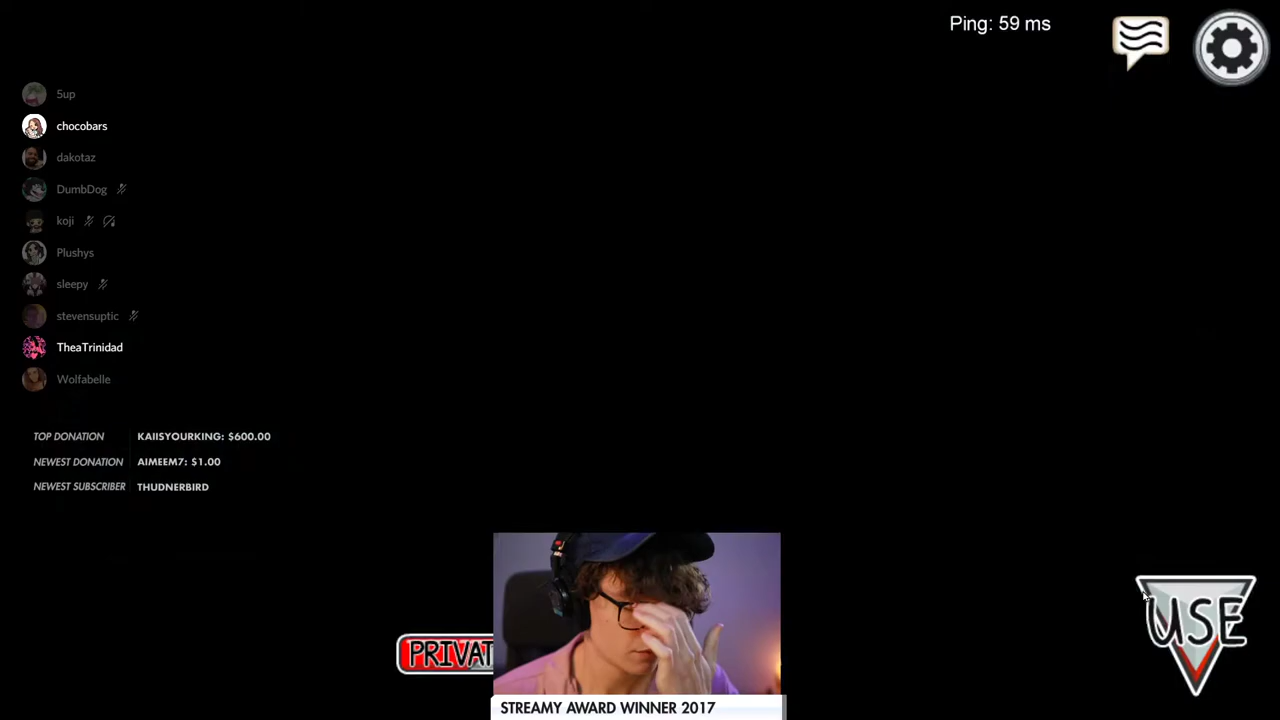 Ping: 59 ms
5up
chocobars
dakotaz
DumbDog
koji
Plushys
sleepy
stevensuptic
TheaTrinidad
Wolfabelle
TOP DONATION KAIISYOURKING: $600.00
NEWEST DONATION AIMEEM7: $1.00
NEWEST SUBSCRIBER THUDNERBIRD
USE
PRIVAT
STREAMY AWARD WINNER 2017